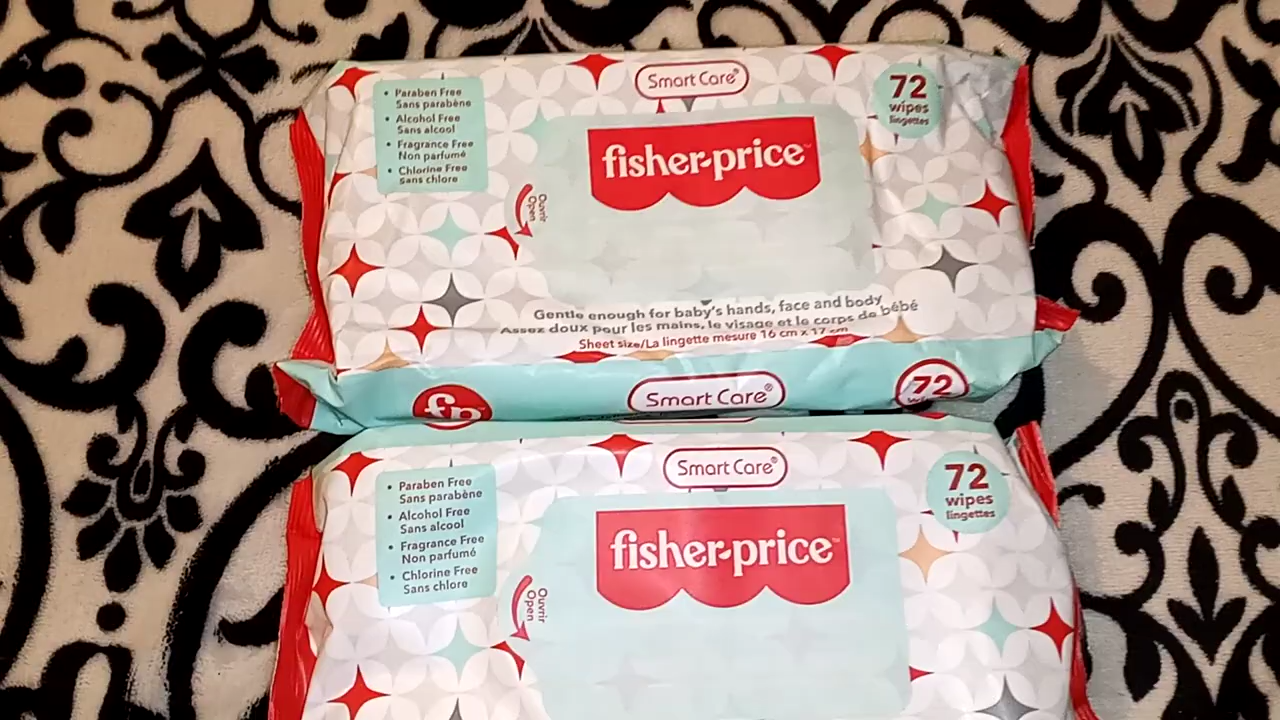 Smart Care®
72
wipes
lingettes
• Paraben Free
Sans parabène
• Alcohol Free
Sans alcool
• Fragrance Free
Non parfumé
• Chlorine Free
Sans chlore
fisher-price™
Ouvrir
Open
Gentle enough for baby's hands, face and body
Assez doux pour les mains, le visage et le corps de bébé
Sheet size/La lingette mesure 16 cm x 17 cm
fp
Smart Care®
72
Smart Care®
72
wipes
lingettes
• Paraben Free
Sans parabène
• Alcohol Free
Sans alcool
• Fragrance Free
Non parfumé
• Chlorine Free
Sans chlore
fisher-price™
Ouvrir
Open